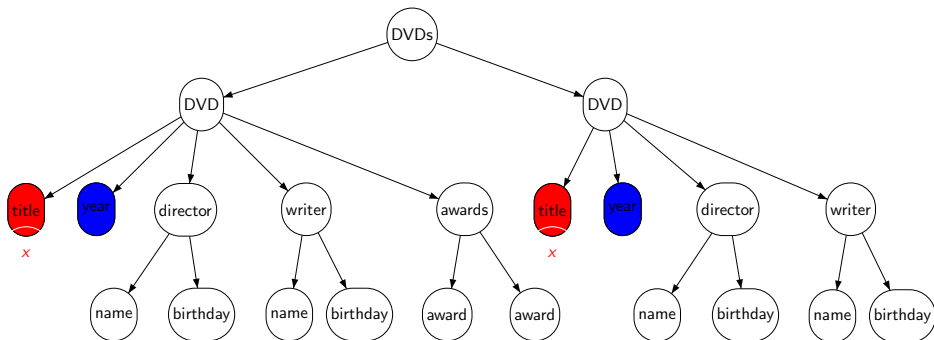 DVDs
DVD DVD
title year director writer awards title year director writer
x x
name birthday name birthday award award name birthday name birthday